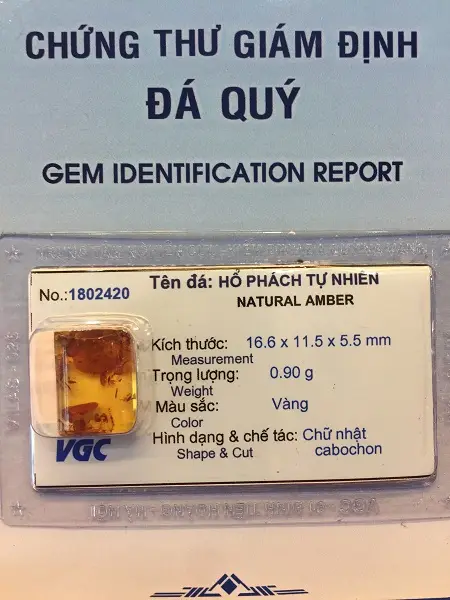 CHỨNG THƯ GIÁM ĐỊNH
ĐÁ QUÝ
GEM IDENTIFICATION REPORT
No.:1802420
Tên đá: HỔ PHÁCH TỰ NHIÊN
NATURAL AMBER
Kích thước: 16.6 x 11.5 x 5.5 mm
Measurement
Trọng lượng: 0.90 g
Weight
Màu sắc: Vàng
Color
Hình dạng & chế tác: Chữ nhật
Shape & Cut cabochon
VGC